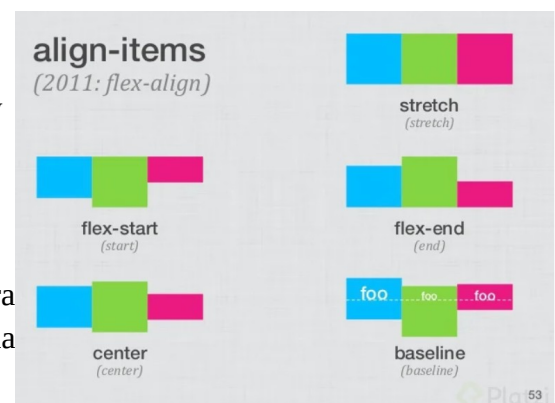 align-items
(2011: flex-align)
stretch
(stretch)
flex-start
(start)
flex-end
(end)
ra
a
center
(center)
foo foo foo
baseline
(baseline)
53